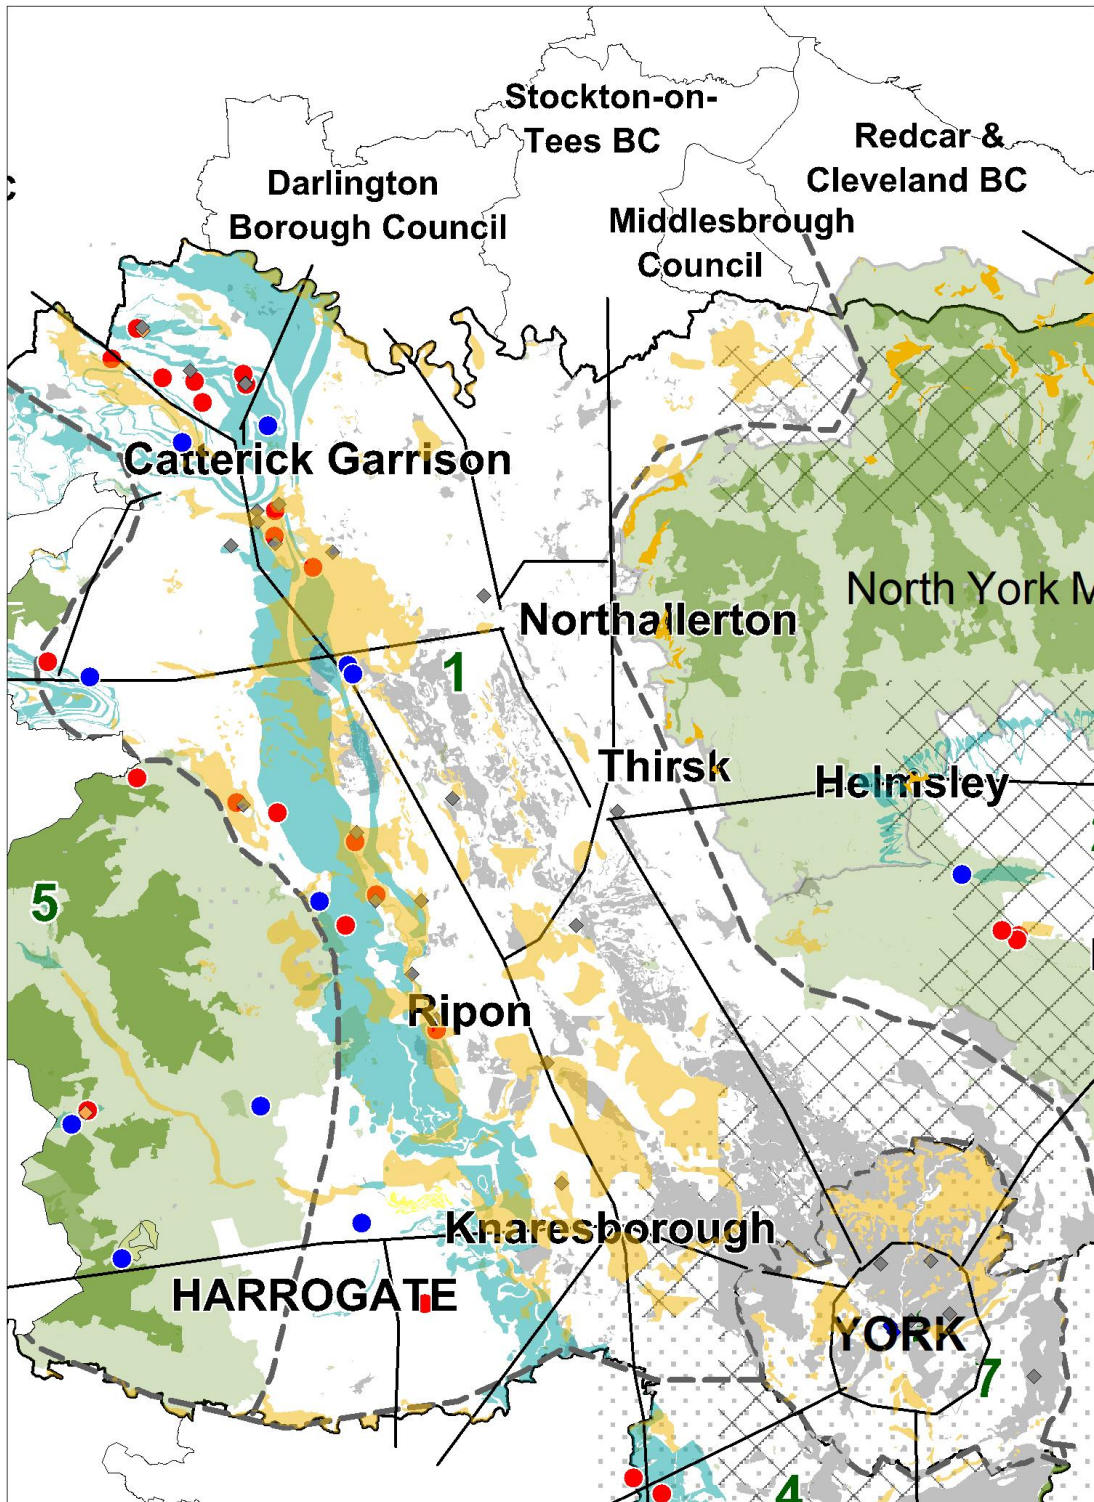 Stockton-on-
Tees BC
Redcar &
Cleveland BC
Darlington
Borough Council
Middlesbrough
Council
Catterick Garrison
North York M
Northallerton
1
Thirsk
Helmsley
5
Ripon
Knaresborough
HARROGATE
YORK
7
4